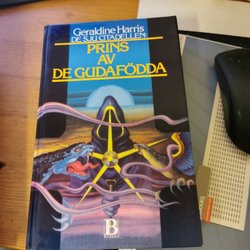 Geraldine Harris
DE SJU CITADELLEN
PRINS
AV
DE GUDAFÖDDA
B